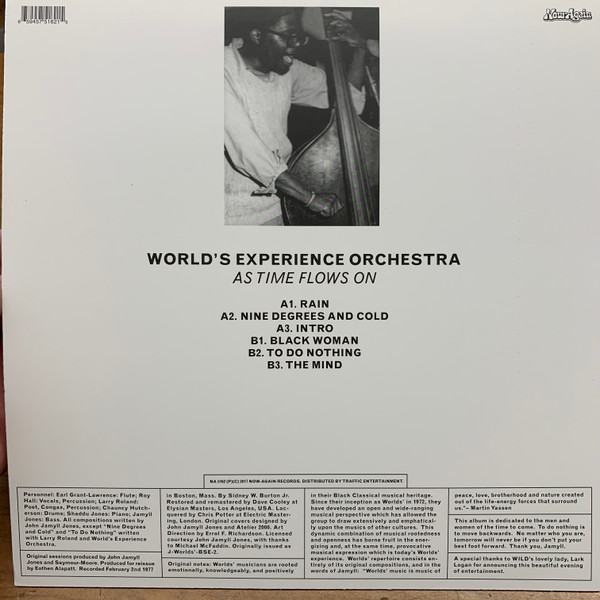 6 59457 51621 5
Now-Again
WORLD'S EXPERIENCE ORCHESTRA
AS TIME FLOWS ON
A1. RAIN
A2. NINE DEGREES AND COLD
A3. INTRO
B1. BLACK WOMAN
B2. TO DO NOTHING
B3. THE MIND
NA 5162 (P)(C) 2017 NOW-AGAIN RECORDS. DISTRIBUTED BY TRAFFIC ENTERTAINMENT.
Personnel: Earl Grant-Lawrence: Flute; Roy
Hall: Vocals, Percussion; Larry Roland:
Poet, Congas, Percussion; Chauncy Hutch-
erson: Drums; Shaddu Jones: Piano; Jamyll
Jones: Bass. All compositions written by
John Jamyll Jones, except "Nine Degrees
and Cold" and "To Do Nothing" written
with Larry Roland and World's Experience
Orchestra.
Original sessions produced by John Jamyll
Jones and Seymour-Moore. Produced for reissue
by Eothen Alapatt. Recorded February 2nd 1977
in Boston, Mass. By Sidney W. Burton Jr.
Restored and remastered by Dave Cooley at
Elysian Masters, Los Angeles, USA. Lac-
quered by Chris Potter at Electric Master-
ing, London. Original covers designed by
John Jamyll Jones and Atelier 2000. Art
Direction by Errol F. Richardson. Licensed
courtesy John Jamyll Jones, with thanks
to Michael McFaddin. Originally issued as
J-Worlds'-BSE-2.
Original notes: Worlds' musicians are rooted
emotionally, knowledgeably, and positively
in their Black Classical musical heritage.
Since their inception as Worlds' in 1972, they
have developed an open and wide-ranging
musical perspective which has allowed the
group to draw extensively and emphatical-
ly upon the musics of other cultures. This
dynamic combination of musical rootedness
and openness has borne fruit in the ener-
gizing and, at the same time, provocative
musical expression which is today's Worlds'
experience. Worlds' repertoire consists en-
tirely of its original compositions, and in the
words of Jamyll: "Worlds' music is music of
peace, love, brotherhood and nature created
out of the life-energy forces that surround
us."– Martin Yassen
This album is dedicated to the men and
women of the time to come. To do nothing is
to move backwards. No matter who you are,
tomorrow will never be if you don't put your
best foot forward. Thank you, Jamyll.
A special thanks to WILD's lovely lady, Lark
Logan for announcing this beautiful evening
of entertainment.